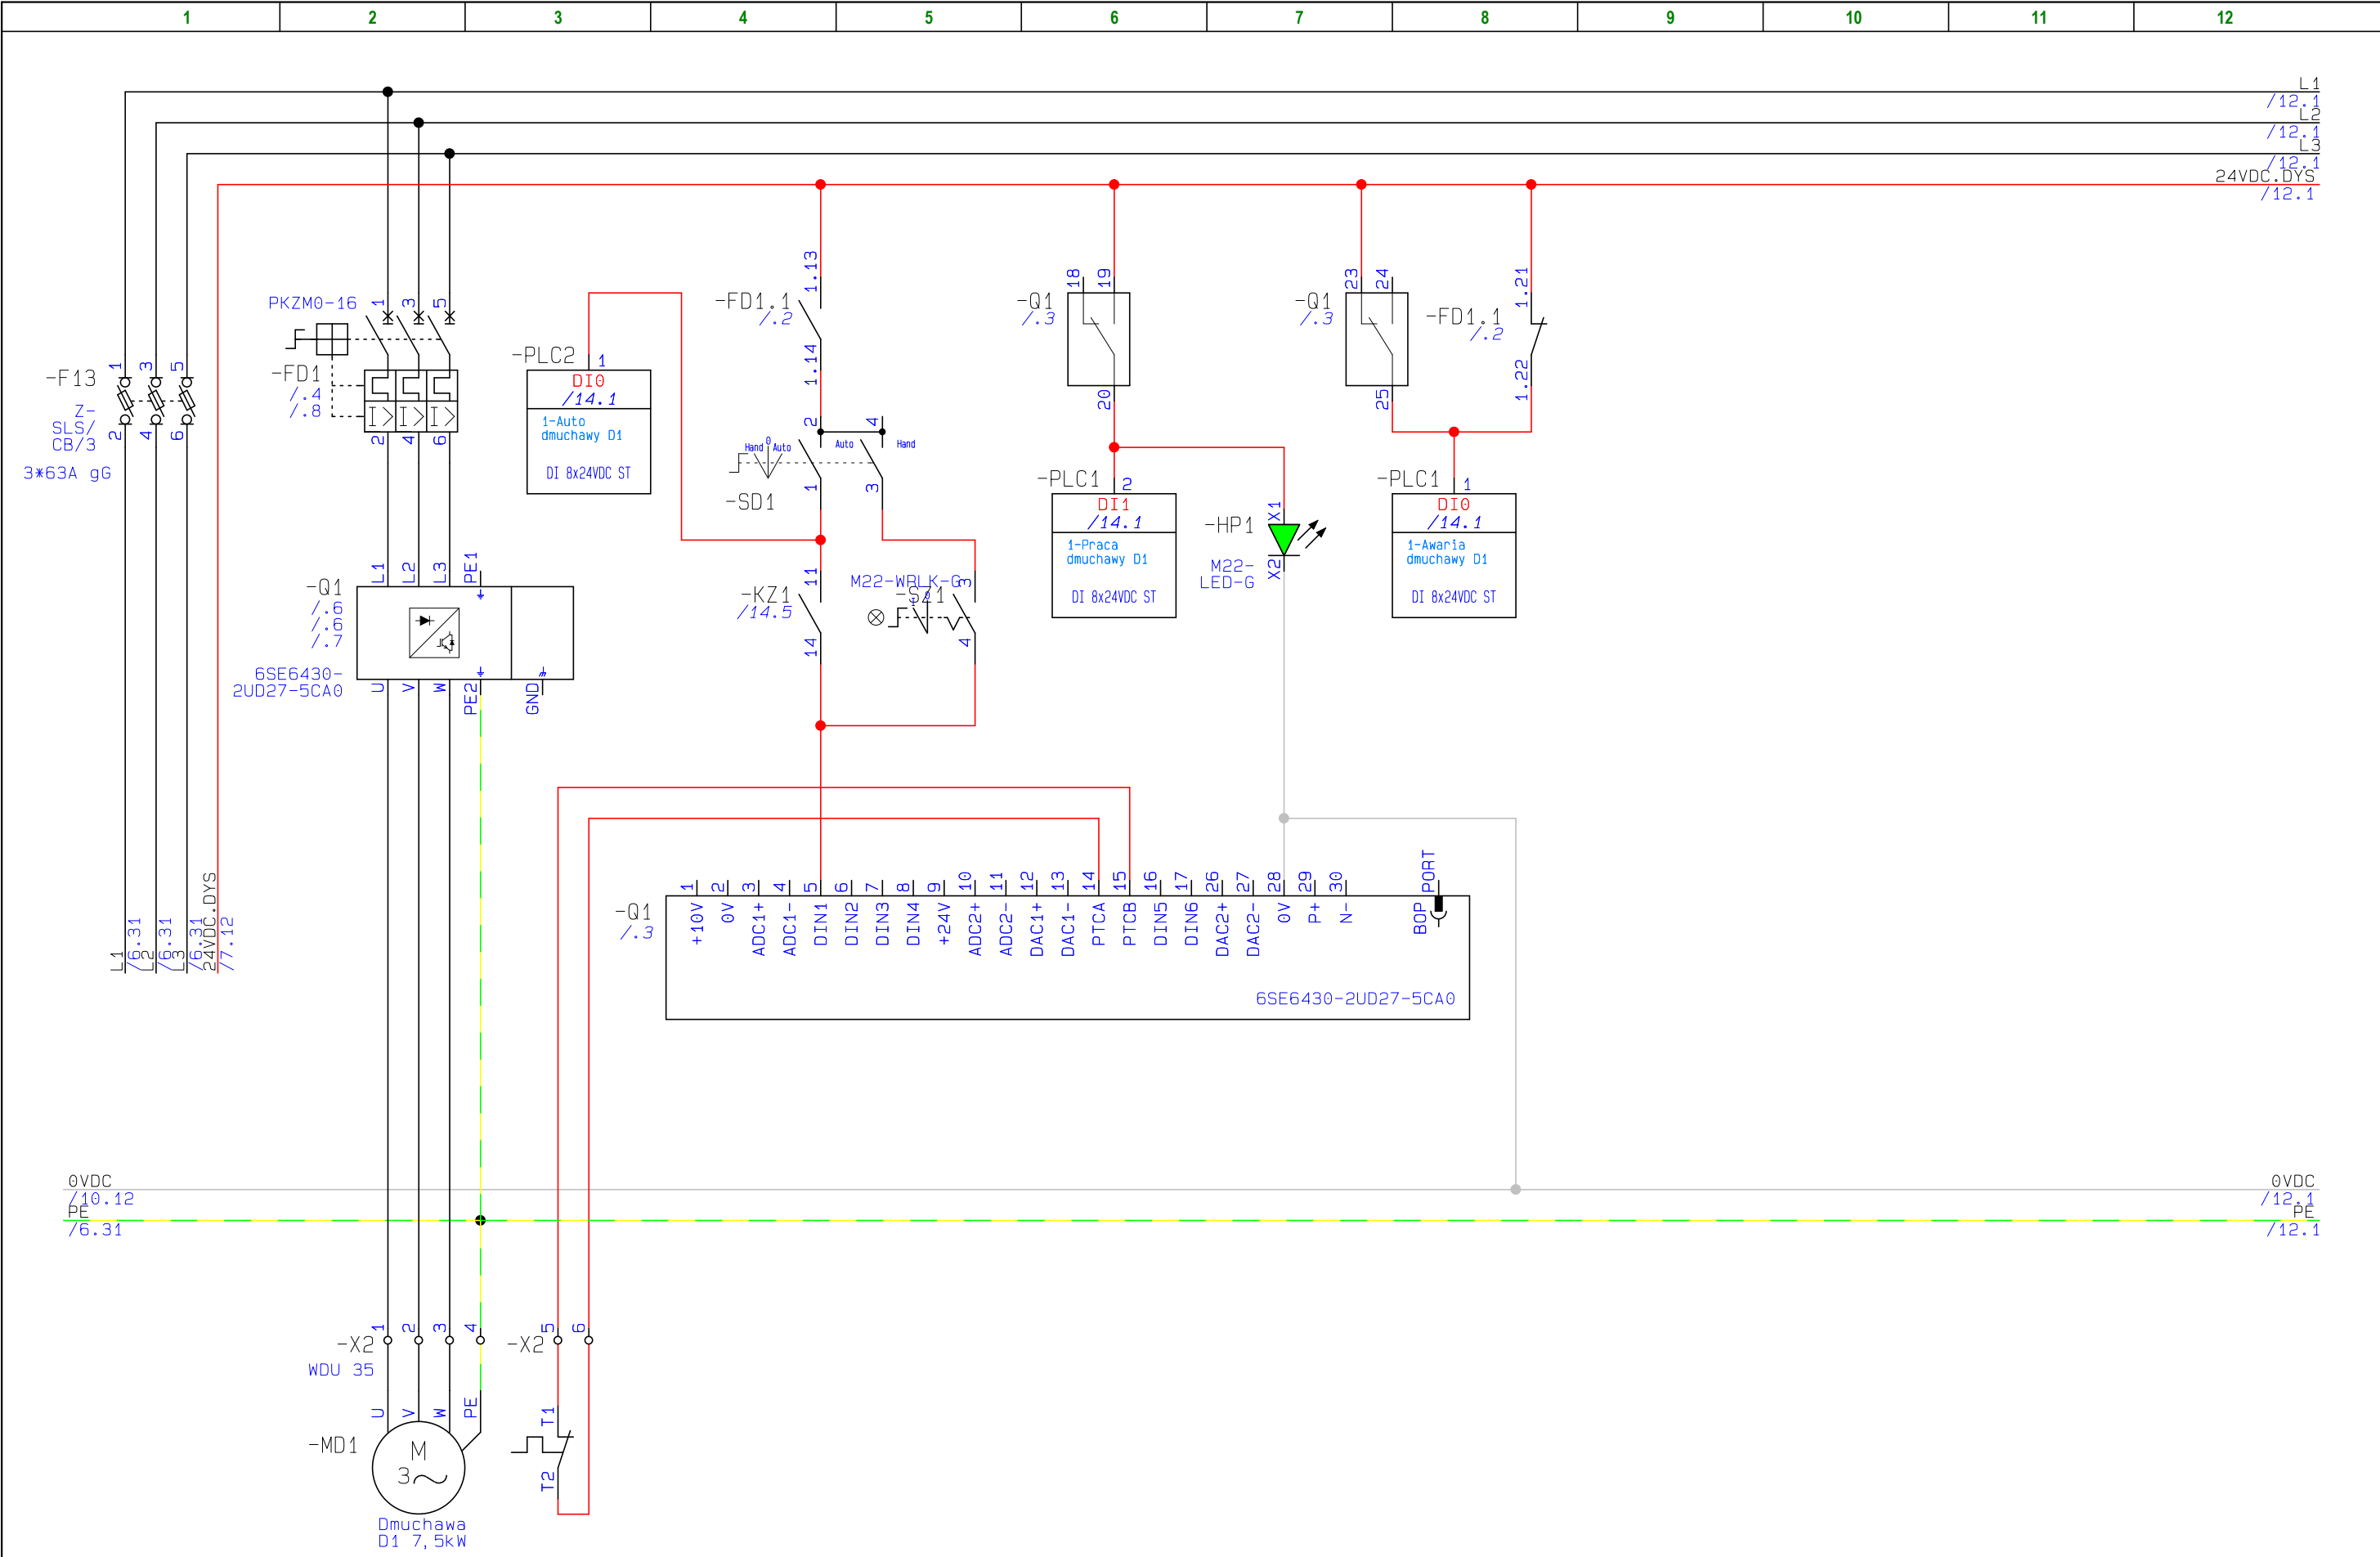 1 2 3 4 5 6 7 8 9 10 11 12
L1
/12.1
L2
/12.1
L3
/12.1
24VDC.DYS
/12.1
-F13
Z-
SLS/
CB/3
3*63A gG
1 3 5
2 4 6
PKZM0-16
1 3 5
-FD1
/.4
/.8
I> I> I>
2 4 6
-PLC2
1
DI0
/14.1
1-Auto
dmuchawy D1
DI 8x24VDC ST
-FD1.1
/.2
1.13
1.14
2 4
Hand 0 Auto
Auto
Hand
-SD1
1 3
-KZ1
/14.5
11
14
M22-WRLK-G
-SZ1
3
4
-Q1
/.3
18 19
20
-PLC1
2
DI1
/14.1
1-Praca
dmuchawy D1
DI 8x24VDC ST
-HP1
M22-
LED-G
X1
X2
-Q1
/.3
23 24
25
-FD1.1
/.2
1.21
1.22
-PLC1
1
DI0
/14.1
1-Awaria
dmuchawy D1
DI 8x24VDC ST
-Q1
/.6
/.6
/.7
6SE6430-
2UD27-5CA0
L1 L2 L3 PE1
U V W PE2 GND
-Q1
/.3
1 2 3 4 5 6 7 8 9 10 11 12 13 14 15 16 17 26 27 28 29 30 PORT
+10V 0V ADC1+ ADC1- DIN1 DIN2 DIN3 DIN4 +24V ADC2+ ADC2- DAC1+ DAC1- PTCA PTCB DIN5 DIN6 DAC2+ DAC2- 0V P+ N- BOP
6SE6430-2UD27-5CA0
L1
/6.31
L2
/6.31
L3
/6.31
24VDC.DYS
/7.12
0VDC
/10.12
PE
/6.31
0VDC
/12.1
PE
/12.1
-X2
WDU 35
1 2 3 4
-X2
5 6
U V W PE
-MD1
M
3~
T1
T2
Dmuchawa
D1 7,5kW